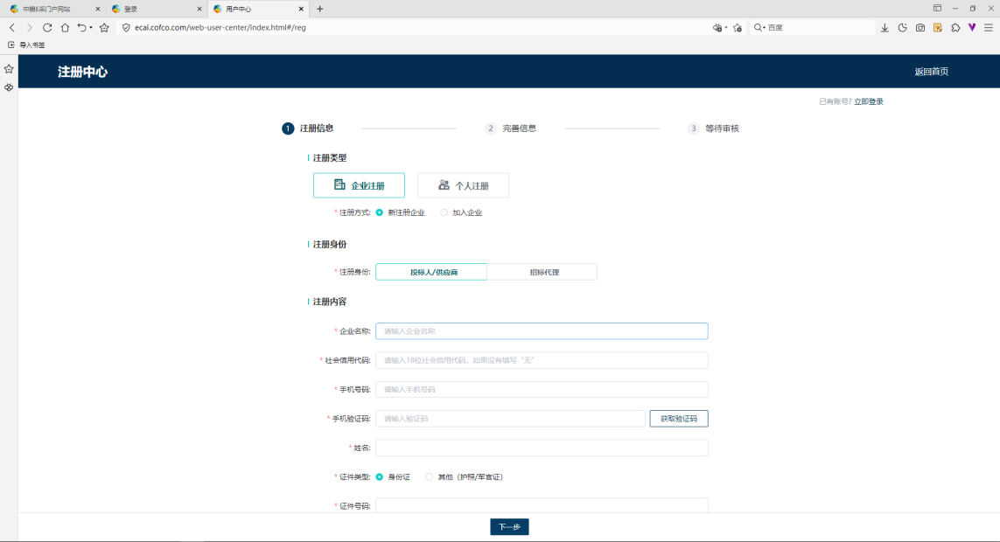 中粮E采门户网站
登录
用户中心
ecai.cofco.com/web-user-center/index.html#/reg
百度
导入书签
注册中心
返回首页
已有账号? 立即登录
1 注册信息
2 完善信息
3 等待审核
注册类型
企业注册
个人注册
* 注册方式: 新注册企业 加入企业
注册身份
* 注册身份: 投标人/供应商 招标代理
注册内容
* 企业名称: 请输入企业名称
* 社会信用代码: 请输入18位社会信用代码，如果没有填写“无”
* 手机号码: 请输入手机号码
* 手机验证码: 请输入验证码 获取验证码
* 姓名:
* 证件类型: 身份证 其他（护照/军官证）
* 证件号码:
下一步